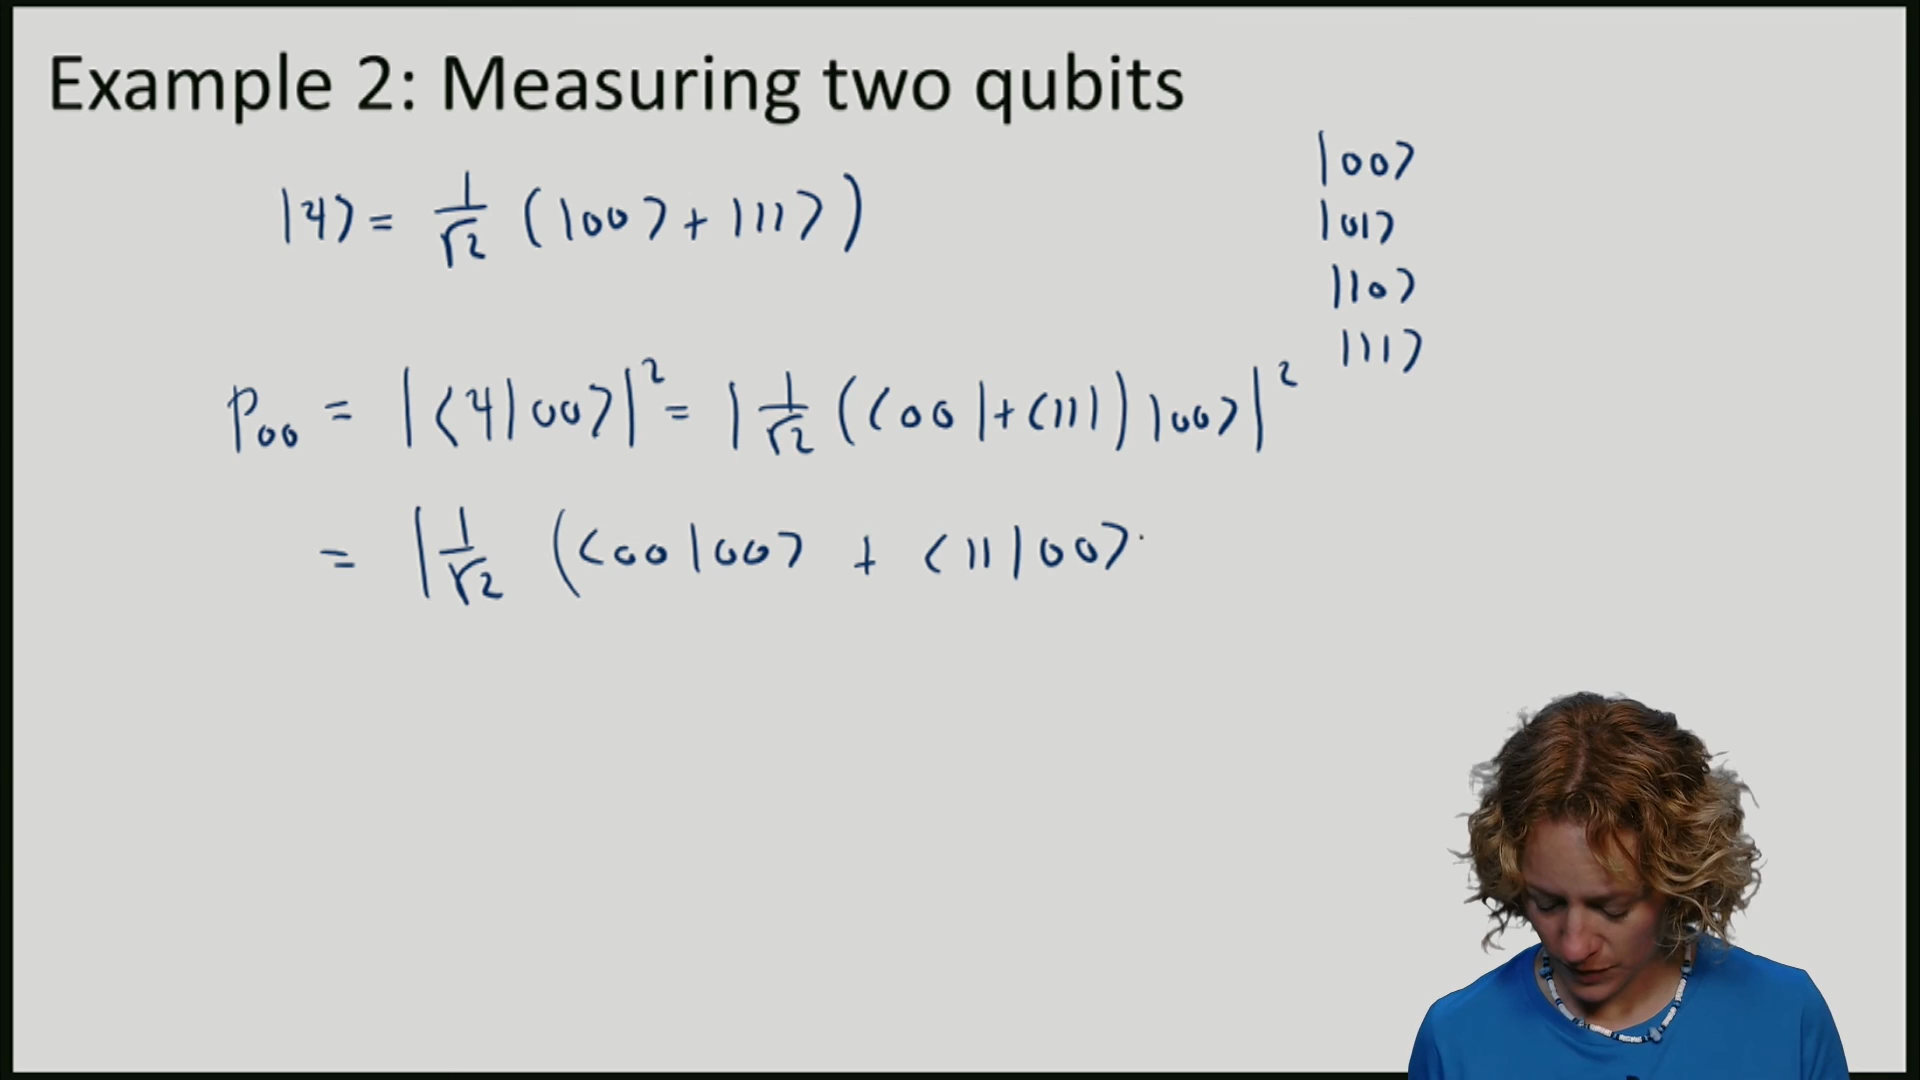 Example 2: Measuring two qubits
|ψ⟩ = 1/√2 (|00⟩ + |11⟩)
|00⟩
|01⟩
|10⟩
|11⟩
p₀₀ = |⟨ψ|00⟩|² = |1/√2 (⟨00|+⟨11|)|00⟩|²
= |1/√2 (⟨00|00⟩ + ⟨11|00⟩